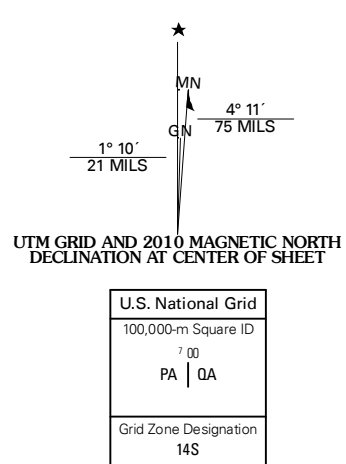 MN
4° 11´
75 MILS
GN
1° 10´
21 MILS
UTM GRID AND 2010 MAGNETIC NORTH
DECLINATION AT CENTER OF SHEET
U.S. National Grid
100,000-m Square ID
7 00
PA QA
Grid Zone Designation
14S